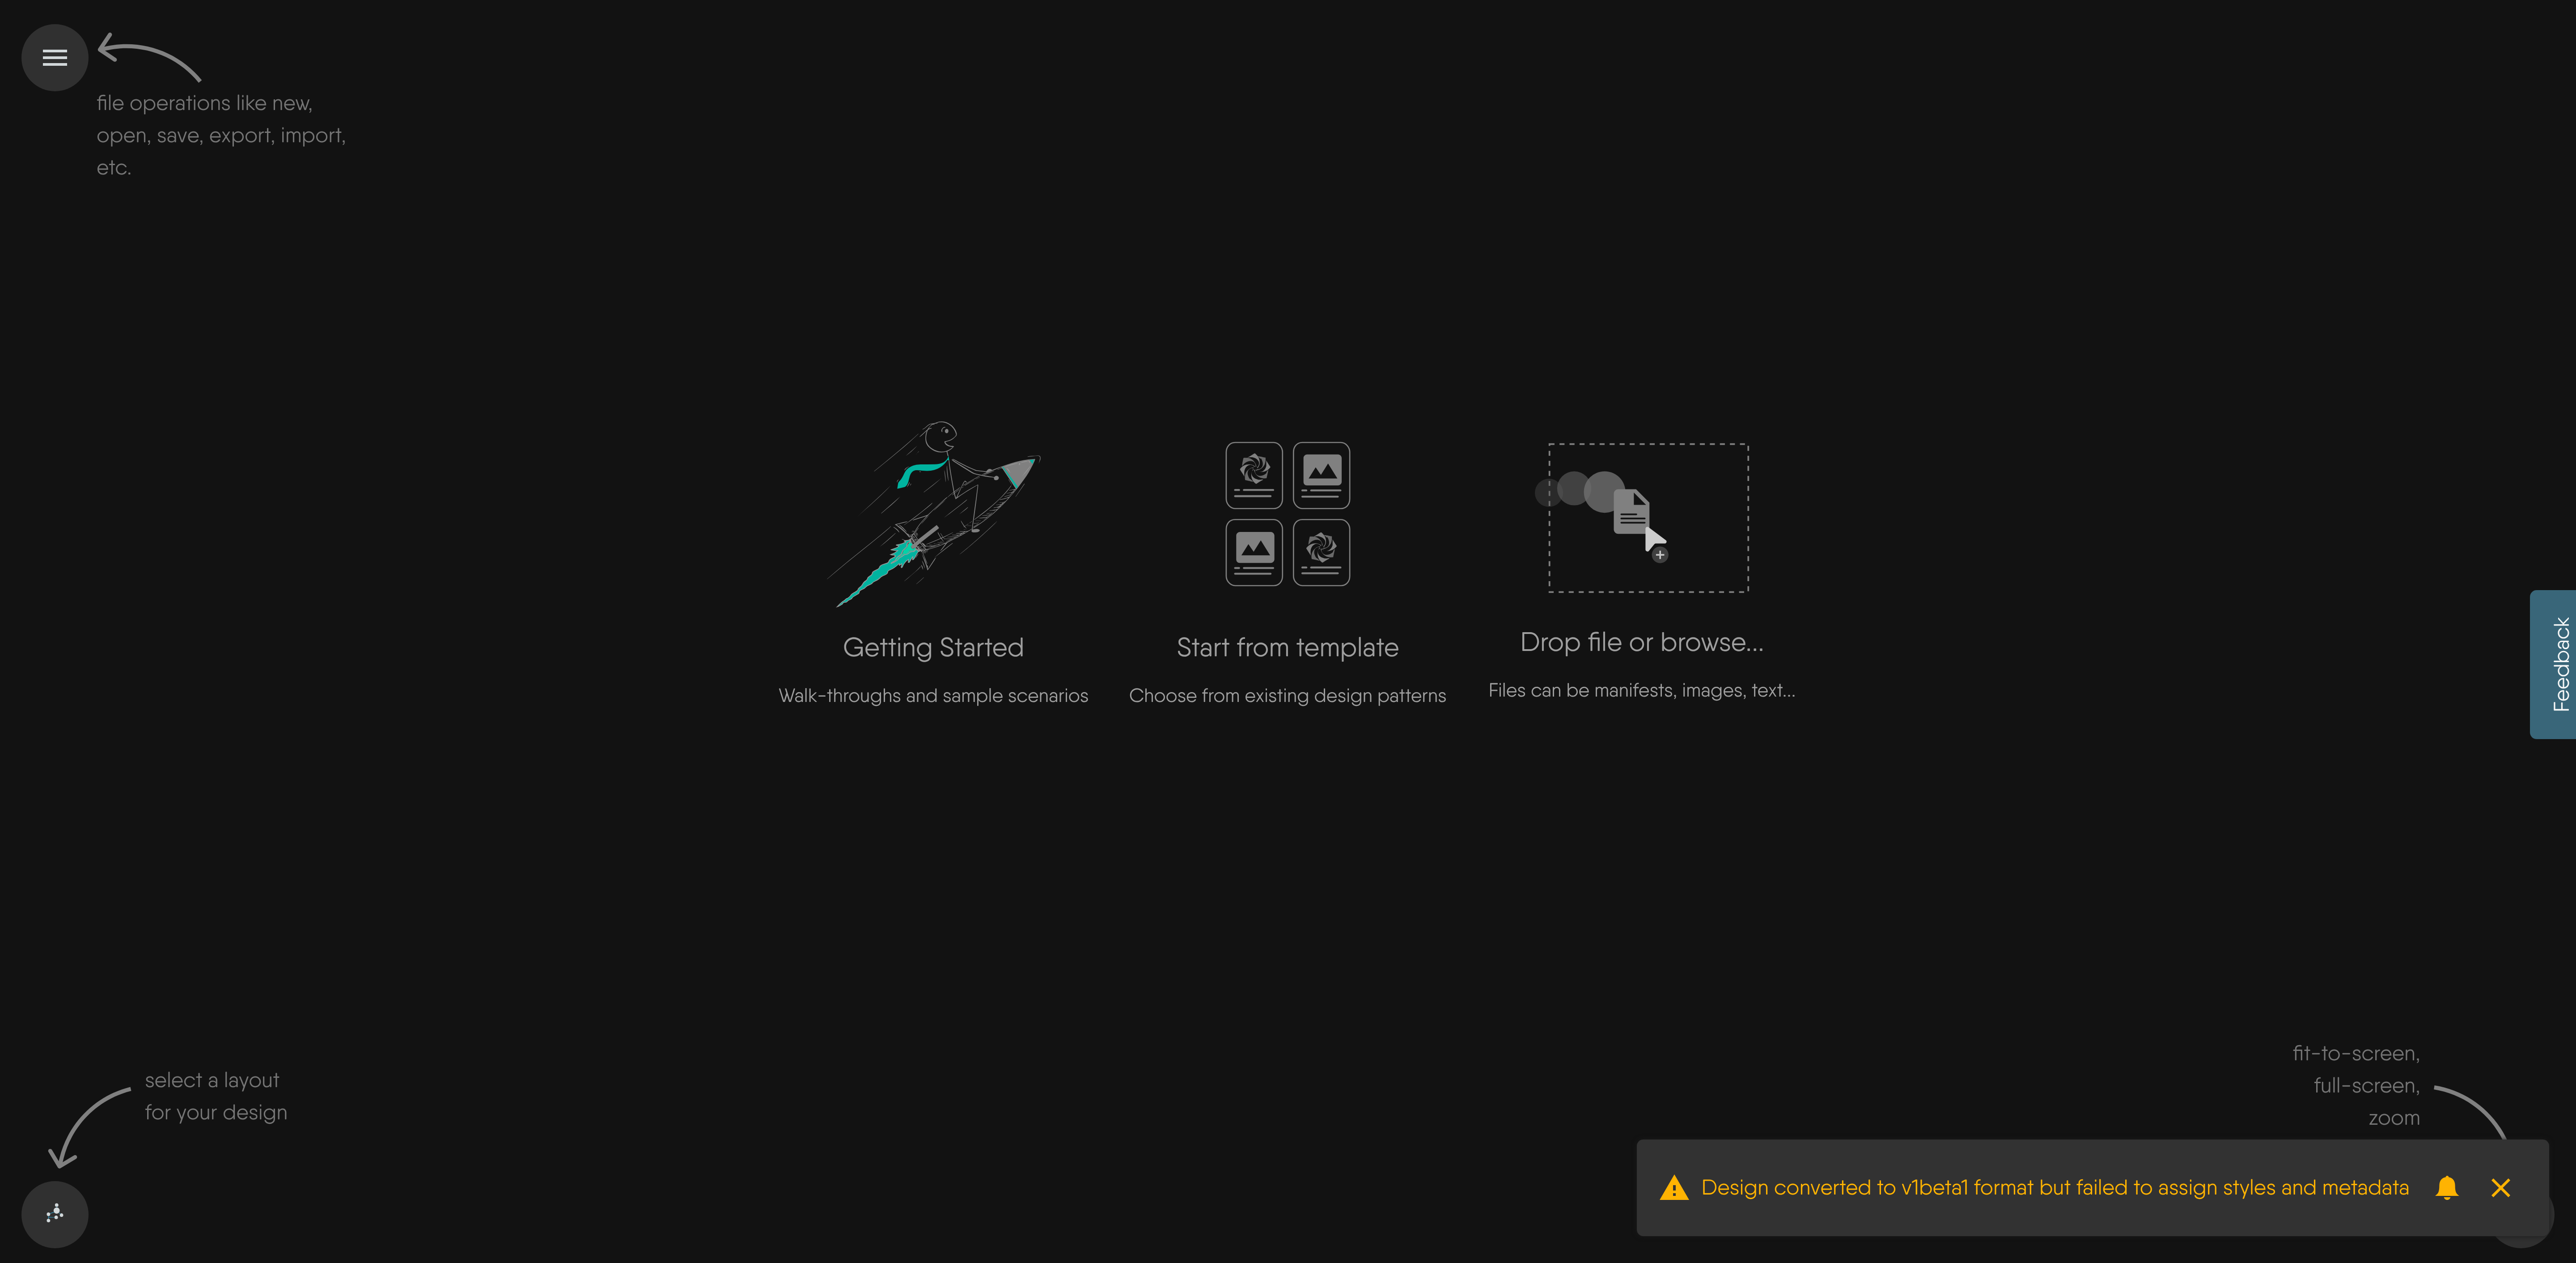 file operations like new,
open, save, export, import,
etc.
Getting Started
Walk-throughs and sample scenarios
Start from template
Choose from existing design patterns
Drop file or browse...
Files can be manifests, images, text...
Feedback
select a layout
for your design
fit-to-screen,
full-screen,
zoom
Design converted to v1beta1 format but failed to assign styles and metadata